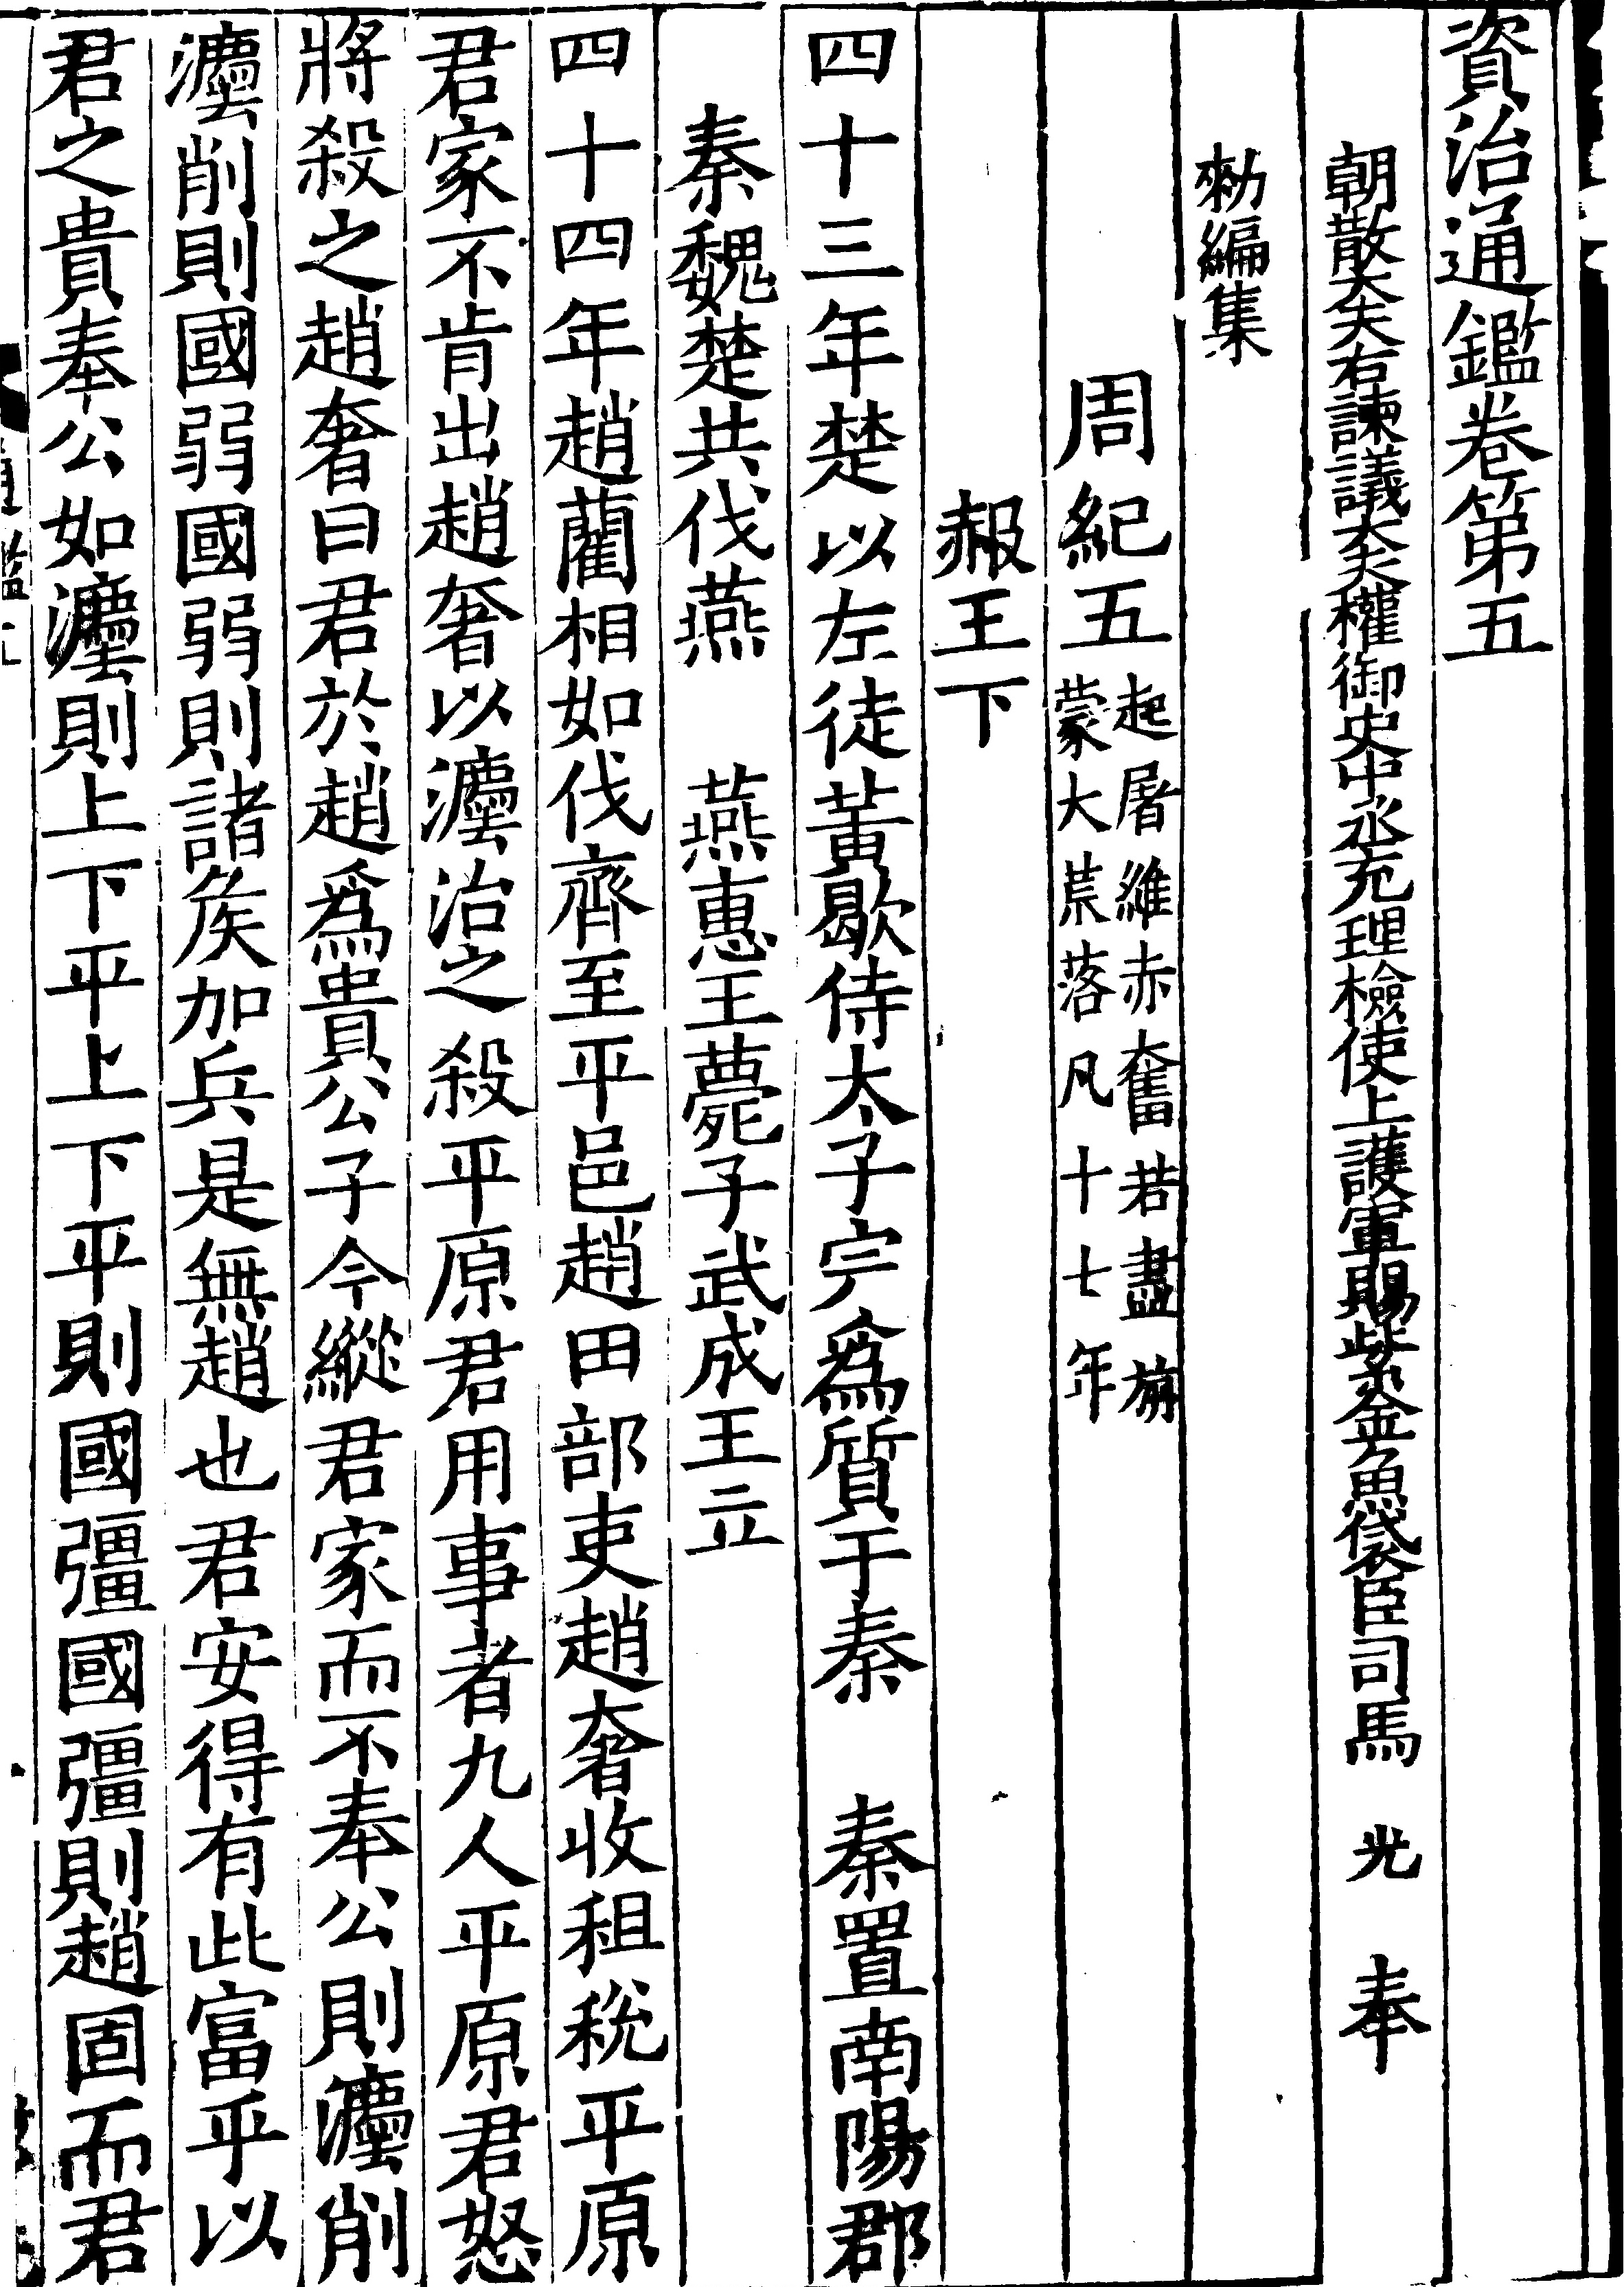 資治通鑑卷第五
朝散大夫右諫議大夫權御史中丞充理檢使上護軍賜紫金魚袋臣司馬 光 奉
勑編集
周紀五 起屠維赤奮若盡旃
蒙大荒落凡十七年
赧王下
四十三年楚以左徒黃歇侍太子完爲質于秦 秦置南陽郡
秦魏楚共伐燕 燕惠王薨子武成王立
四十四年趙藺相如伐齊至平邑趙田部吏趙奢收租稅平原
君家不肯出趙奢以灋治之殺平原君用事者九人平原君怒
將殺之趙奢曰君於趙爲貴公子今縱君家而不奉公則灋削
灋削則國弱國弱則諸矦加兵是無趙也君安得有此富乎以
君之貴奉公如灋則上下平上下平則國彊國彊則趙固而君